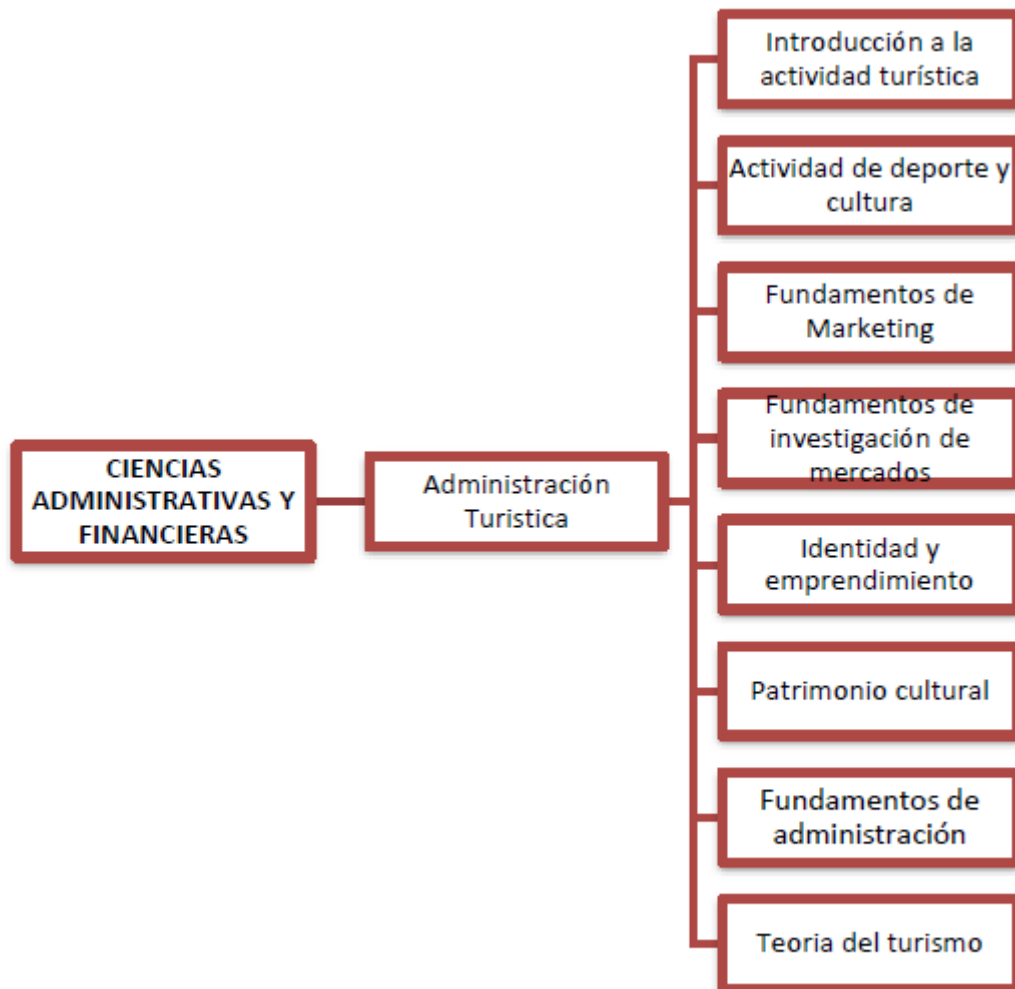 Introducción a la
actividad turística
Actividad de deporte y
cultura
Fundamentos de
Marketing
Fundamentos de
investigación de
mercados
CIENCIAS
ADMINISTRATIVAS Y
FINANCIERAS
Administración
Turistica
Identidad y
emprendimiento
Patrimonio cultural
Fundamentos de
administración
Teoria del turismo